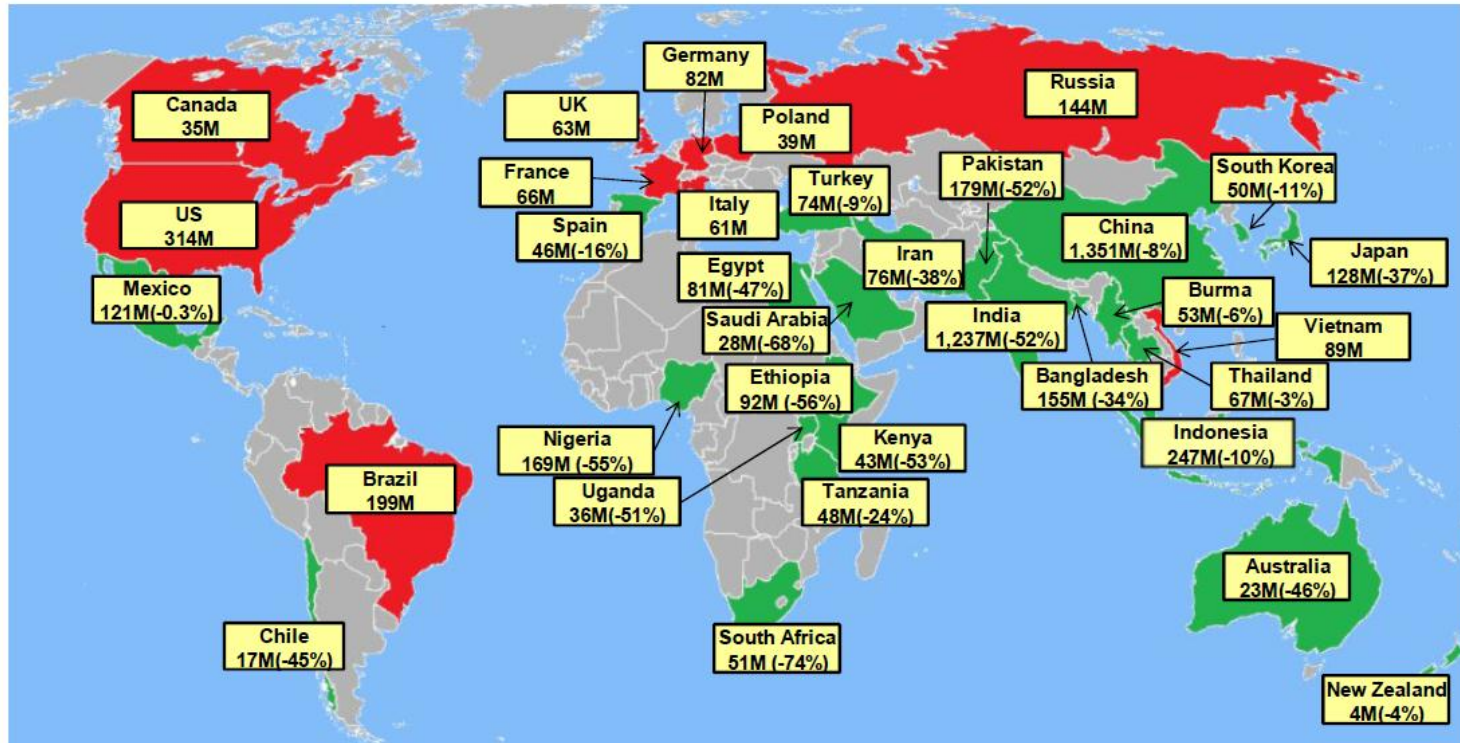 Germany
82M
Canada
35M
UK
63M
Poland
39M
Russia
144M
France
66M
Turkey
74M(-9%)
Pakistan
179M(-52%)
South Korea
50M(-11%)
US
314M
Spain
46M(-16%)
Italy
61M
China
1,351M(-8%)
Japan
128M(-37%)
Mexico
121M(-0.3%)
Egypt
81M(-47%)
Iran
76M(-38%)
Burma
53M(-6%)
Saudi Arabia
28M(-68%)
India
1,237M(-52%)
Vietnam
89M
Ethiopia
92M (-56%)
Bangladesh
155M (-34%)
Thailand
67M(-3%)
Nigeria
169M (-55%)
Kenya
43M(-53%)
Indonesia
247M(-10%)
Brazil
199M
Uganda
36M(-51%)
Tanzania
48M(-24%)
Australia
23M(-46%)
Chile
17M(-45%)
South Africa
51M (-74%)
New Zealand
4M(-4%)